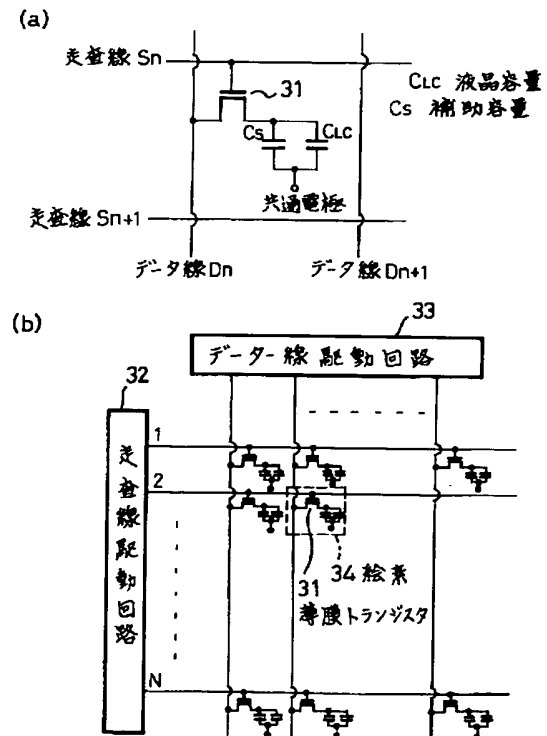 (a)
走査線 Sn
31
CLC 液晶容量
Cs 補助容量
Cs
CLC
共通電極
走査線 Sn+1
データ線 Dn
データ線 Dn+1
(b)
33
データー線駆動回路
32
走査線駆動回路
1
2
34 絵素
31
薄膜トランジスタ
N